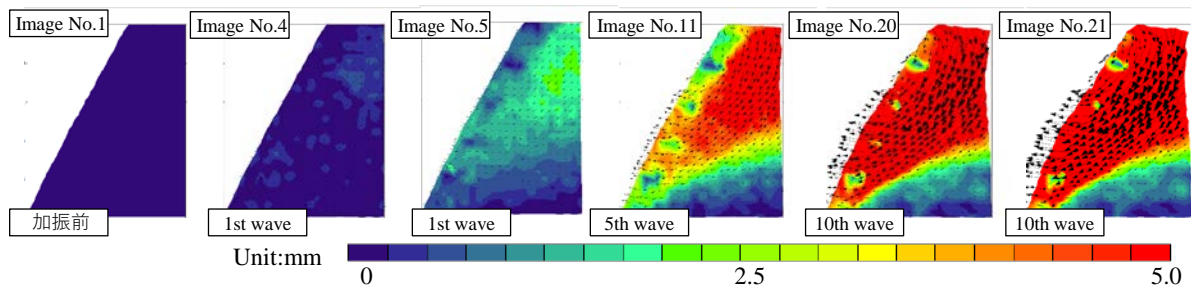 Image No.1
Image No.4
Image No.5
Image No.11
Image No.20
Image No.21
加振前
1st wave
1st wave
5th wave
10th wave
10th wave
Unit:mm
0
2.5
5.0